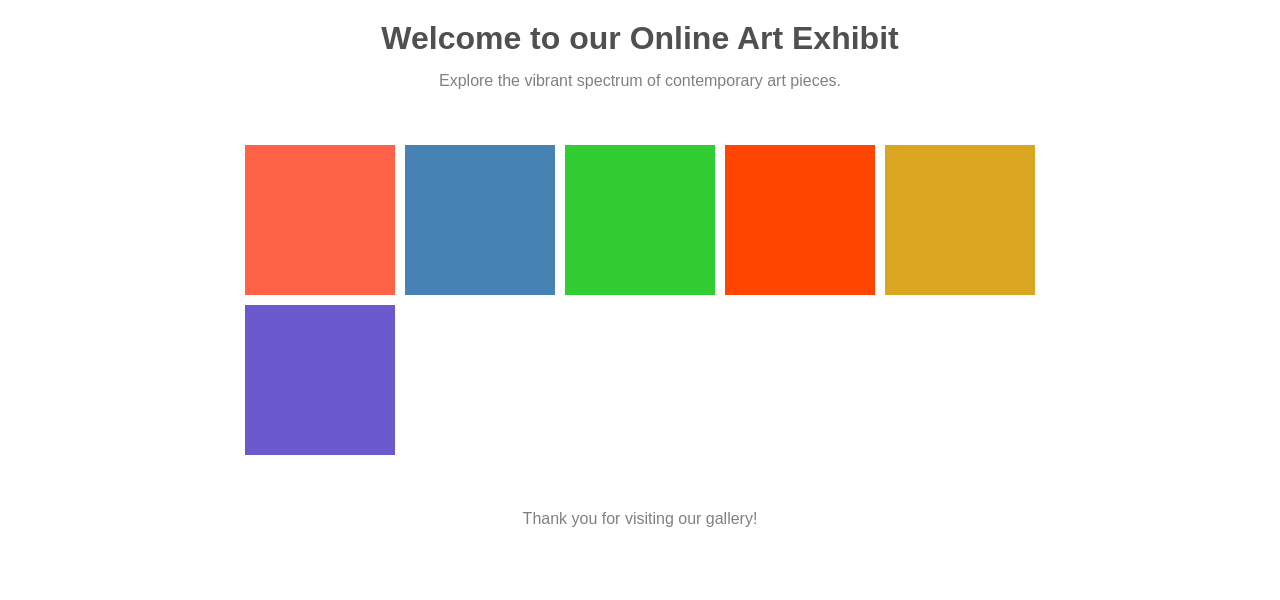 Welcome to our Online Art Exhibit
Explore the vibrant spectrum of contemporary art pieces.
Thank you for visiting our gallery!